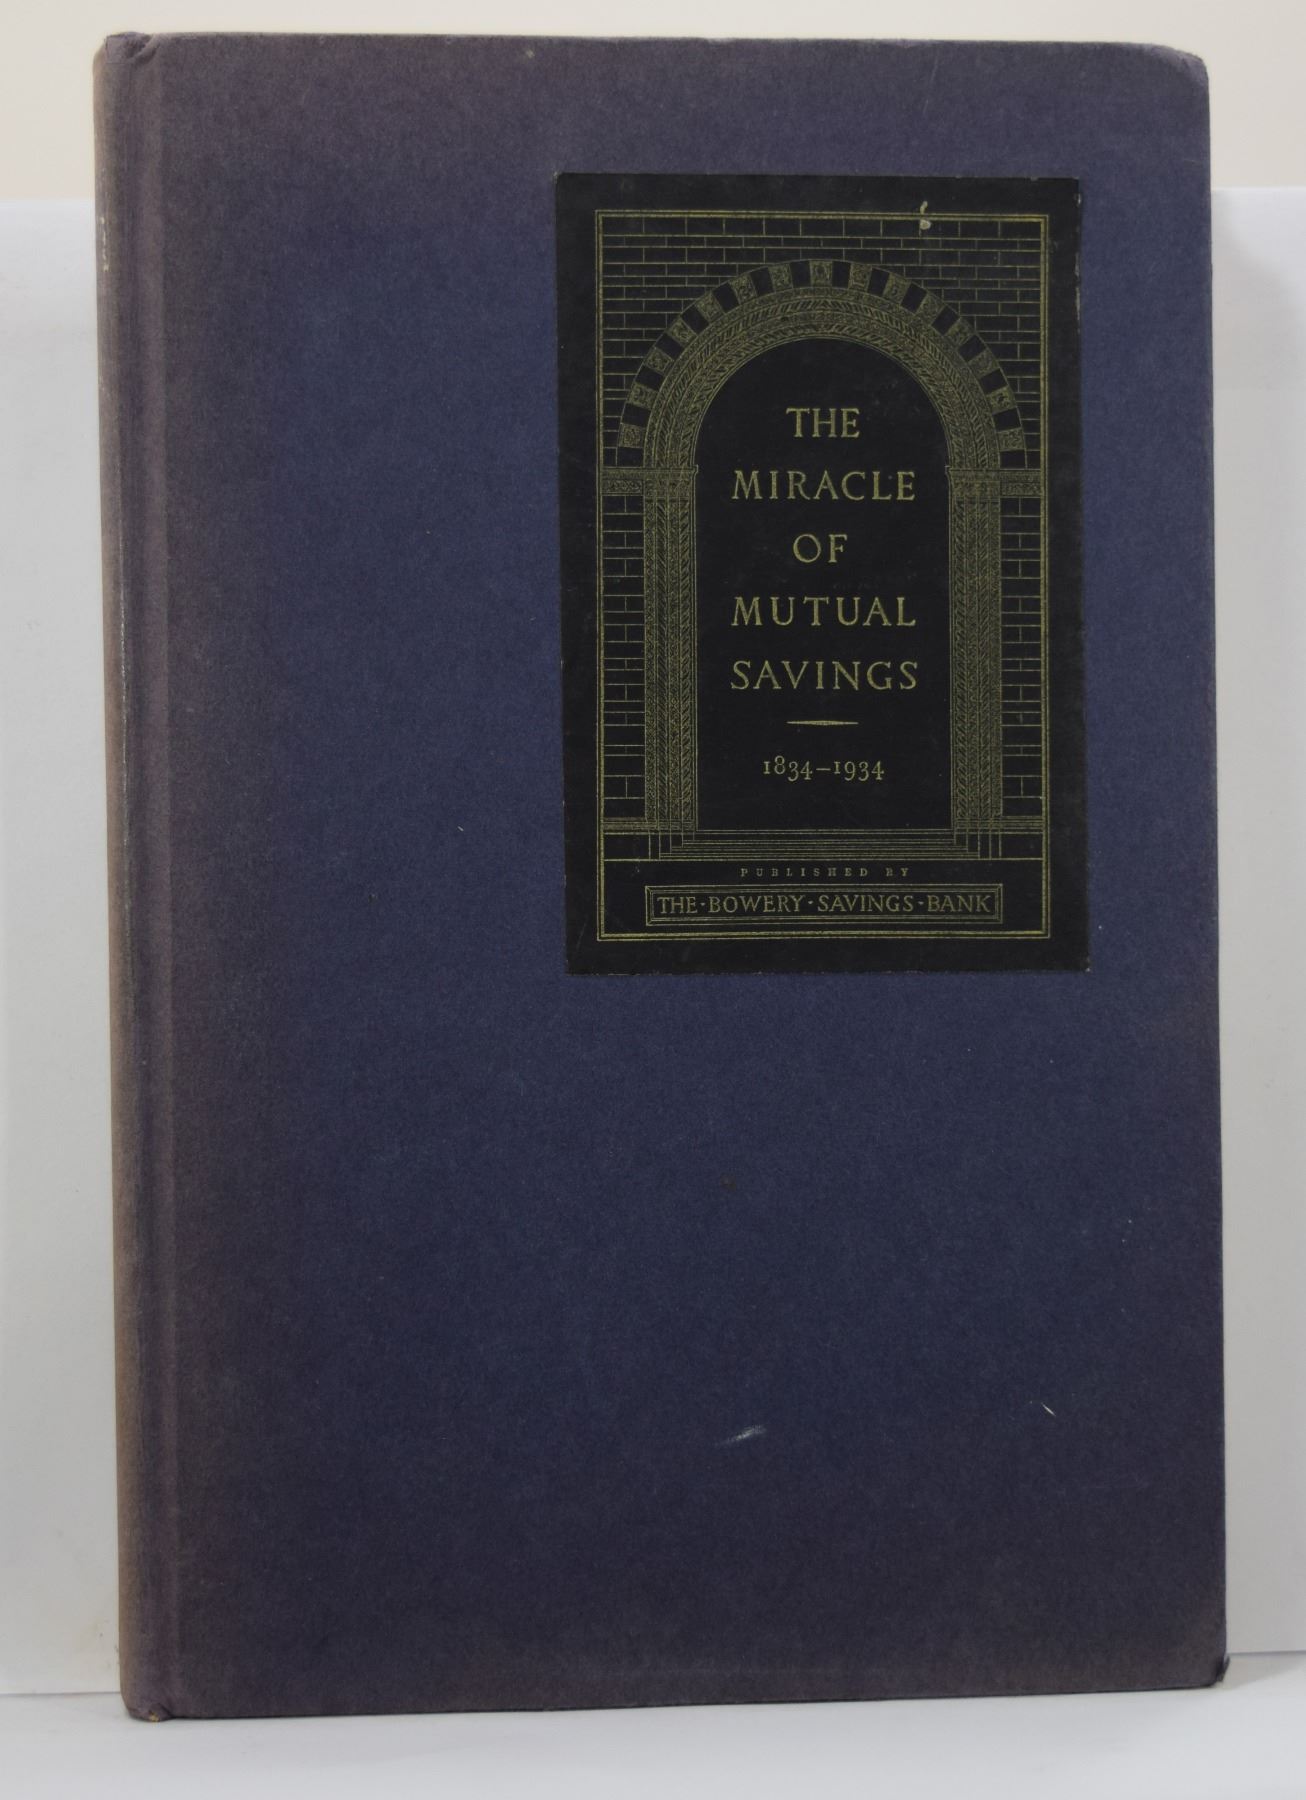 THE
MIRACLE
OF
MUTUAL
SAVINGS
1834–1934
PUBLISHED BY
THE·BOWERY·SAVINGS·BANK